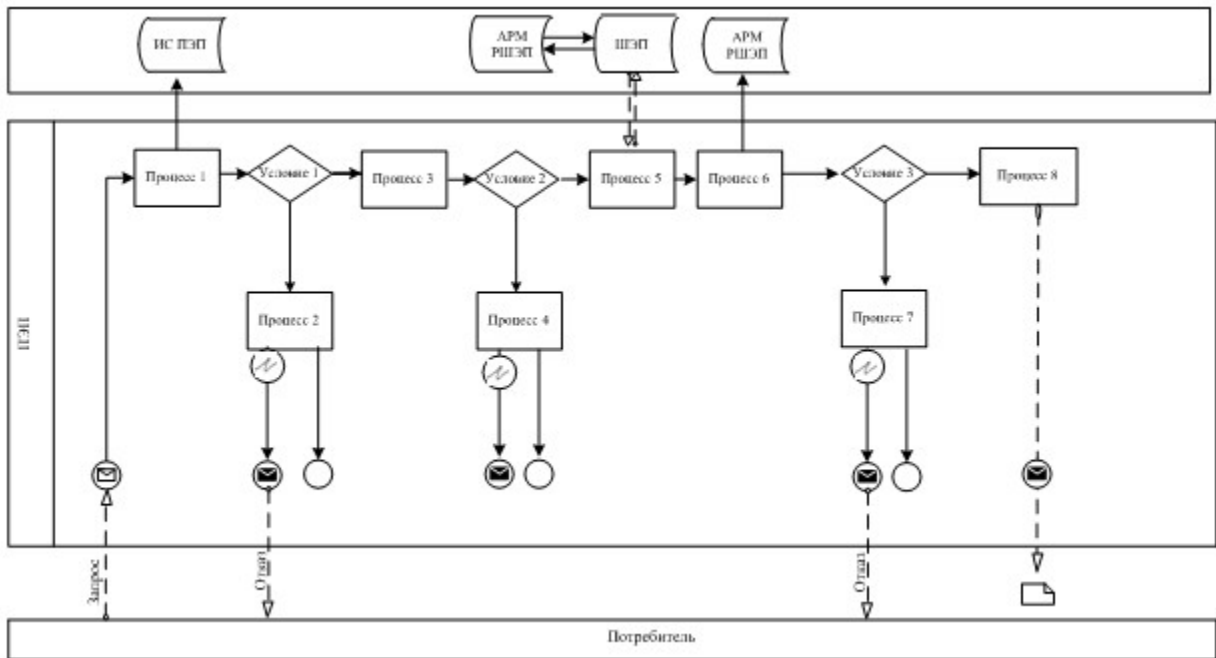 ИС ПЭП
АРМ
РШЭП
ШЭП
АРМ
РШЭП
Процесс 1
Условие 1
Процесс 3
Условие 2
Процесс 5
Процесс 6
Условие 3
Процесс 8
Процесс 2
Процесс 4
Процесс 7
Запрос
Отказ
Отказ
Потребитель